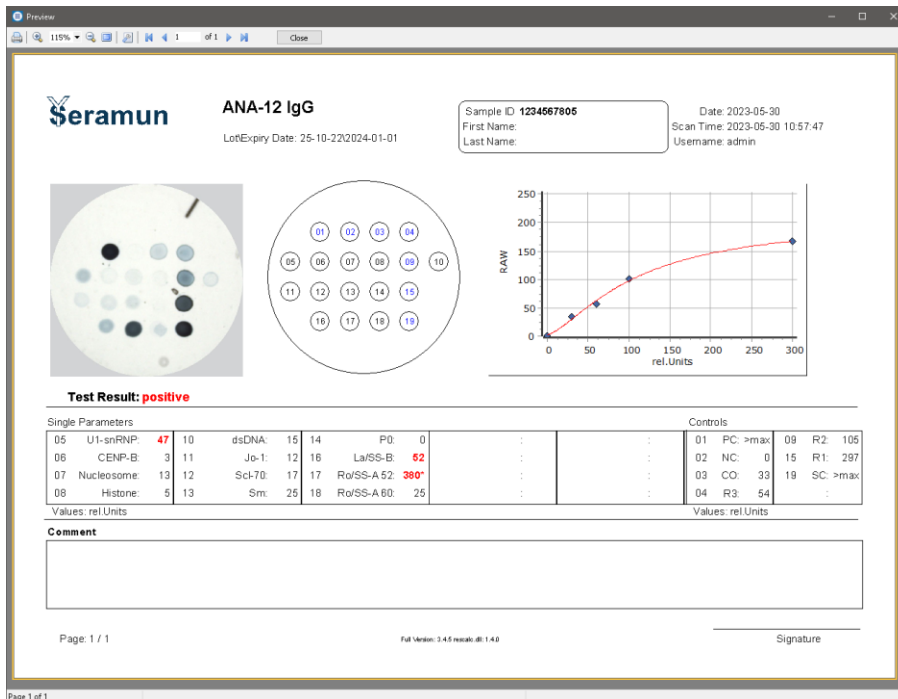 Preview
115% 1 of 1 Close
Seramun
ANA-12 IgG
Lot\Expiry Date: 25-10-22\2024-01-01
Sample ID 1234567805
First Name:
Last Name:
Date: 2023-05-30
Scan Time: 2023-05-30 10:57:47
Username: admin
01 02 03 04
05 06 07 08 09 10
11 12 13 14 15
16 17 18 19
250
200
150
100
50
0
RAW
0 50 100 150 200 250 300
rel.Units
Test Result: positive
Single Parameters
05 U1-snRNP: 47 10 dsDNA: 15 14 P0: 0 : :
06 CENP-B: 3 11 Jo-1: 12 16 La/SS-B: 52 : :
07 Nucleosome: 13 12 Scl-70: 17 17 Ro/SS-A 52: 380* : :
08 Histone: 5 13 Sm: 25 18 Ro/SS-A 60: 25 : :
Values: rel.Units
Controls
01 PC: >max 09 R2: 105
02 NC: 0 15 R1: 297
03 CO: 33 19 SC: >max
04 R3: 54 :
Values: rel.Units
Comment
Page: 1 / 1
Full Version: 3.4.5 rescalc.dll: 1.4.0
Signature
Page 1 of 1